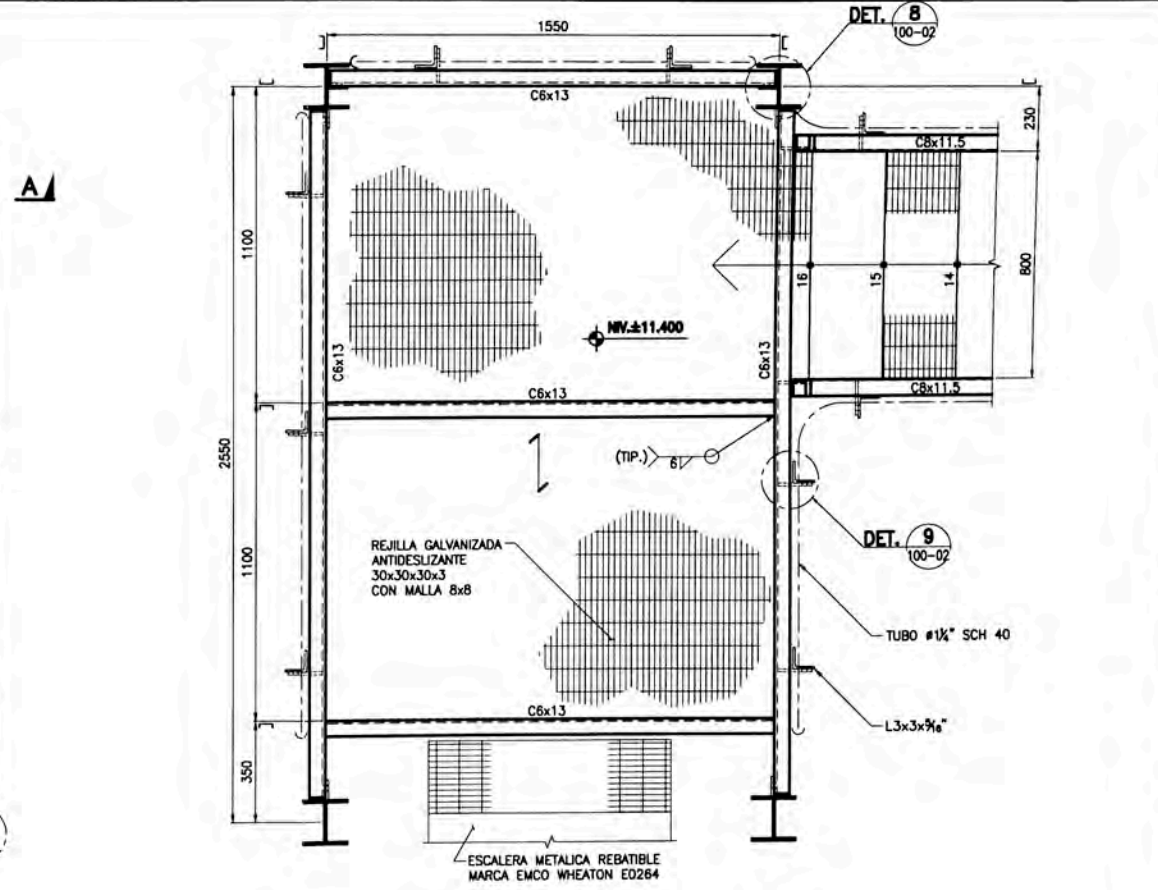 DET. 8
100-02
1550
C6x13
230
C8x11.5
A
1100
800
16
15
14
NIV.±11.400
C6x13
C6x13
C6x13
C8x11.5
2550
(TIP.)
6
DET. 9
100-02
REJILLA GALVANIZADA
ANTIDESLIZANTE
30x30x30x3
CON MALLA 8x8
1100
TUBO ø1¼" SCH 40
C6x13
L3x3x5/16"
350
ESCALERA METALICA REBATIBLE
MARCA EMCO WHEATON E0264